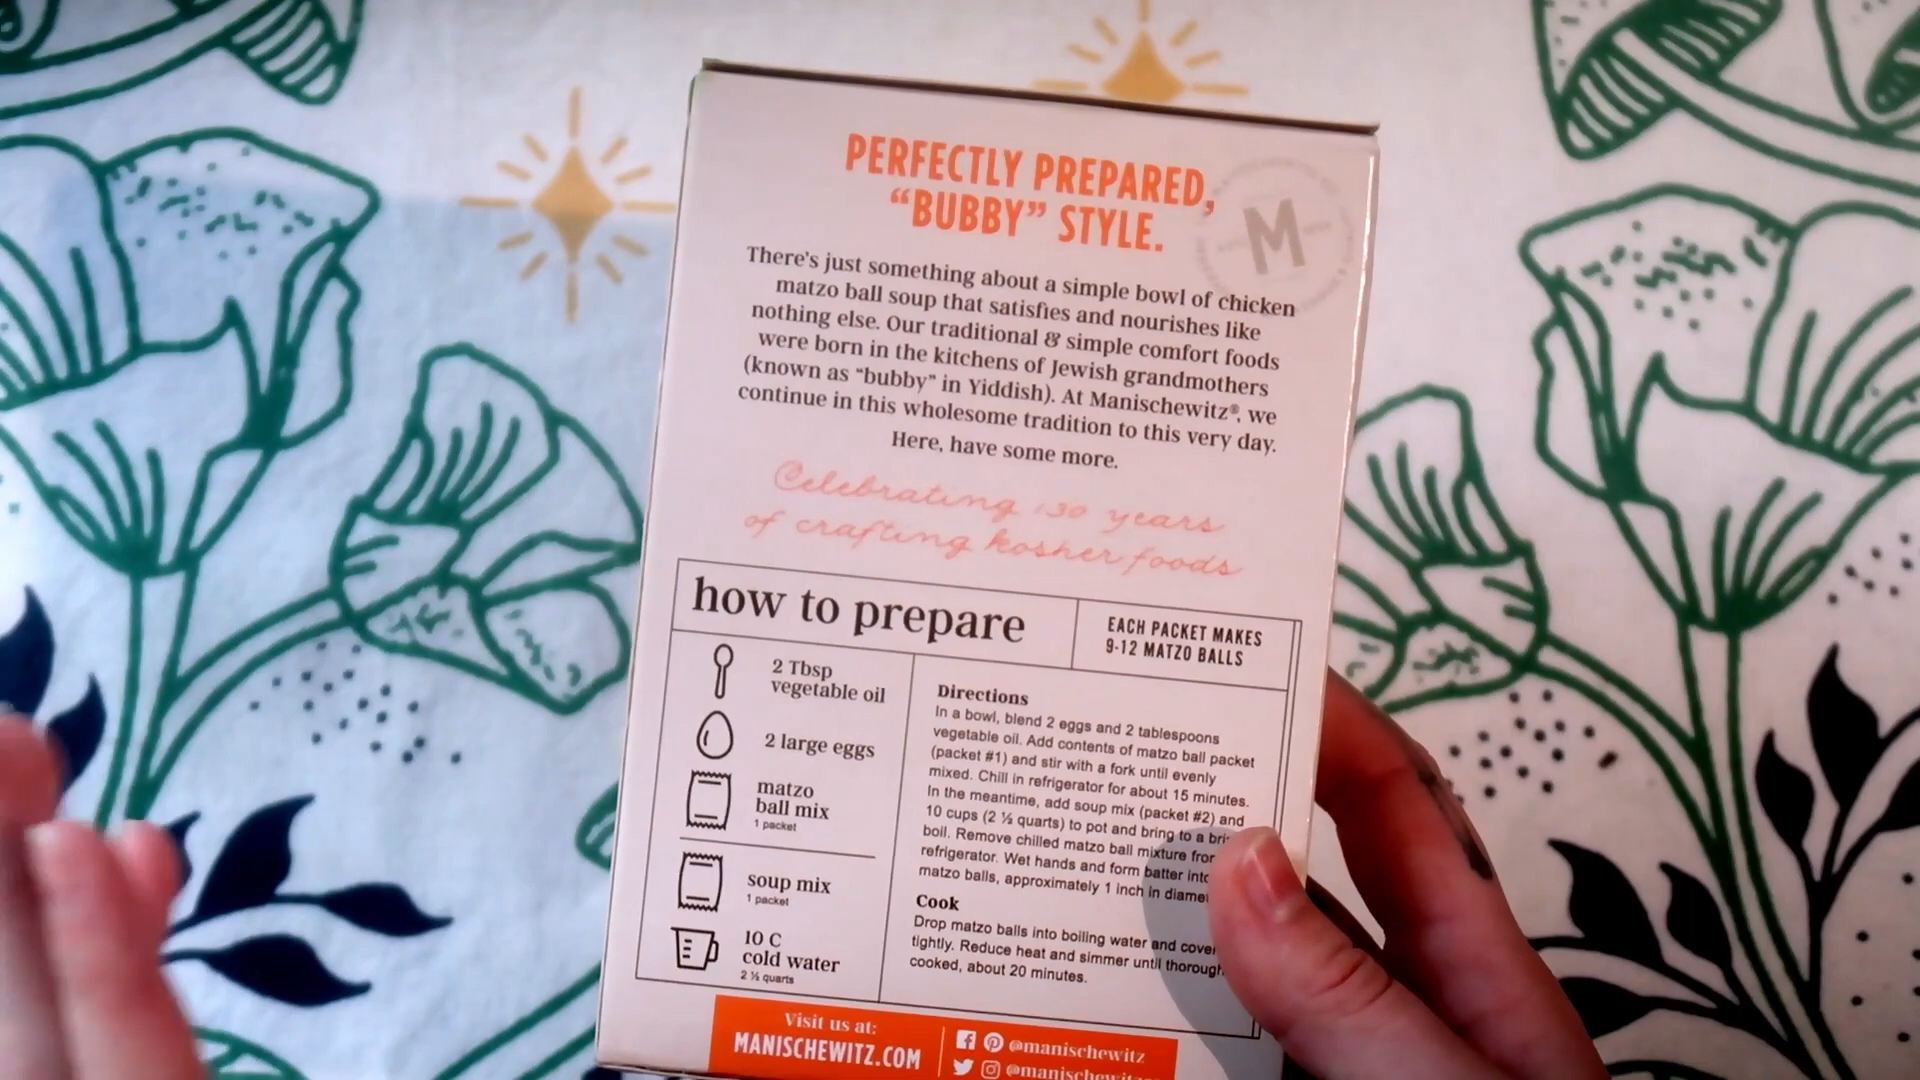 PERFECTLY PREPARED,
“BUBBY” STYLE.
M
There's just something about a simple bowl of chicken
matzo ball soup that satisfies and nourishes like
nothing else. Our traditional & simple comfort foods
were born in the kitchens of Jewish grandmothers
(known as “bubby” in Yiddish). At Manischewitz®, we
continue in this wholesome tradition to this very day.
Here, have some more.
Celebrating 130 years
of crafting kosher foods
how to prepare
EACH PACKET MAKES
9-12 MATZO BALLS
2 Tbsp
vegetable oil
2 large eggs
matzo
ball mix
1 packet
soup mix
1 packet
10 C
cold water
2 ½ quarts
Directions
In a bowl, blend 2 eggs and 2 tablespoons
vegetable oil. Add contents of matzo ball packet
(packet #1) and stir with a fork until evenly
mixed. Chill in refrigerator for about 15 minutes.
In the meantime, add soup mix (packet #2) and
10 cups (2 ½ quarts) to pot and bring to a
boil. Remove chilled matzo ball mixture
refrigerator. Wet hands and form batter
matzo balls, approximately 1 inch in
Cook
Drop matzo balls into boiling water and
tightly. Reduce heat and simmer until
cooked, about 20 minutes.
Visit us at:
MANISCHEWITZ.COM
@manischewitz